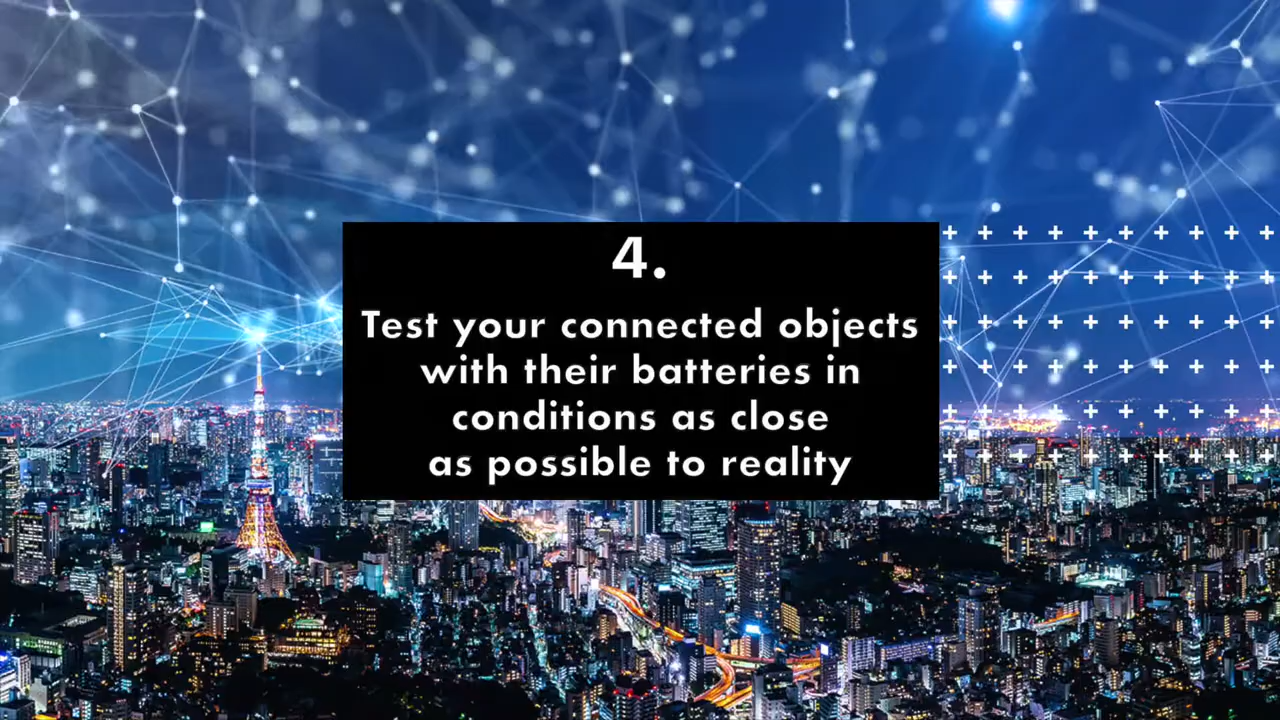 4.
Test your connected objects
with their batteries in
conditions as close
as possible to reality